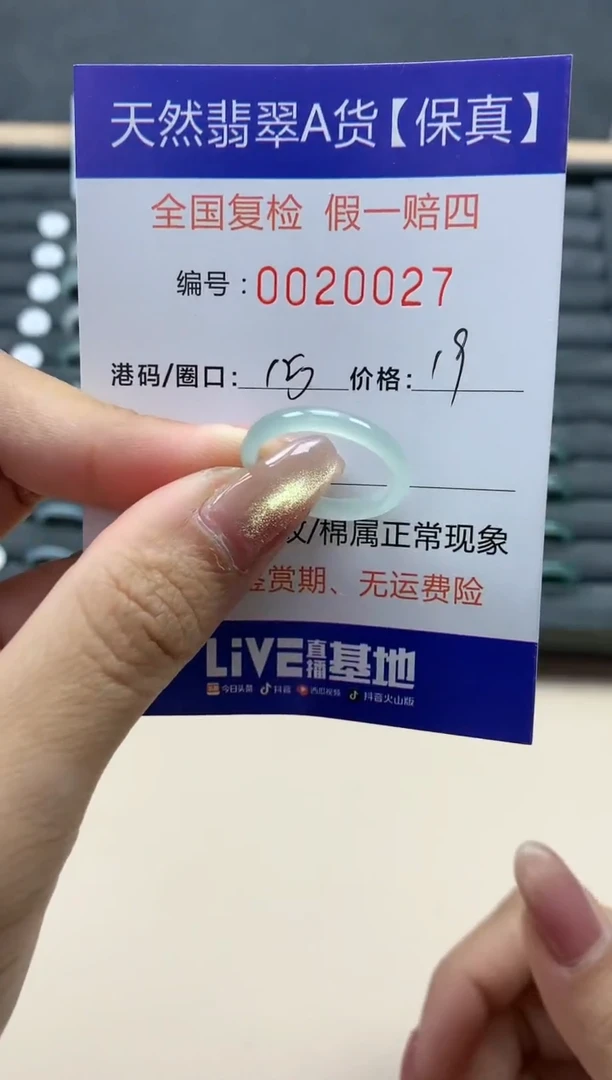 天然翡翠A货【保真】
全国复检 假一赔四
编号：0020027
港码/圈口：15 价格：19
纹/棉属正常现象
鉴赏期、无运费险
LiVE直播基地
今日头条 抖音 西瓜视频 抖音火山版